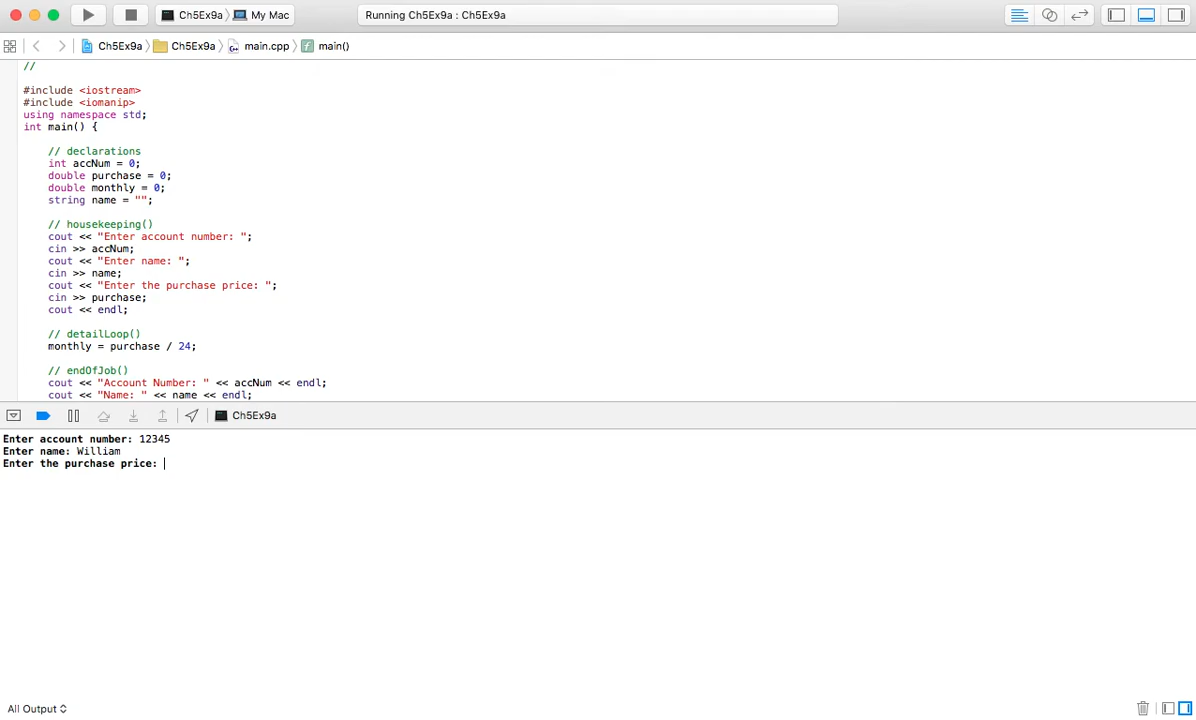 Ch5Ex9a
My Mac
Running Ch5Ex9a : Ch5Ex9a
Ch5Ex9a
Ch5Ex9a
main.cpp
main()
//
#include <iostream>
#include <iomanip>
using namespace std;
int main() {
// declarations
int accNum = 0;
double purchase = 0;
double monthly = 0;
string name = "";
// housekeeping()
cout << "Enter account number: ";
cin >> accNum;
cout << "Enter name: ";
cin >> name;
cout << "Enter the purchase price: ";
cin >> purchase;
cout << endl;
// detailLoop()
monthly = purchase / 24;
// endOfJob()
cout << "Account Number: " << accNum << endl;
cout << "Name: " << name << endl;
Ch5Ex9a
Enter account number: 12345
Enter name: William
Enter the purchase price:
All Output